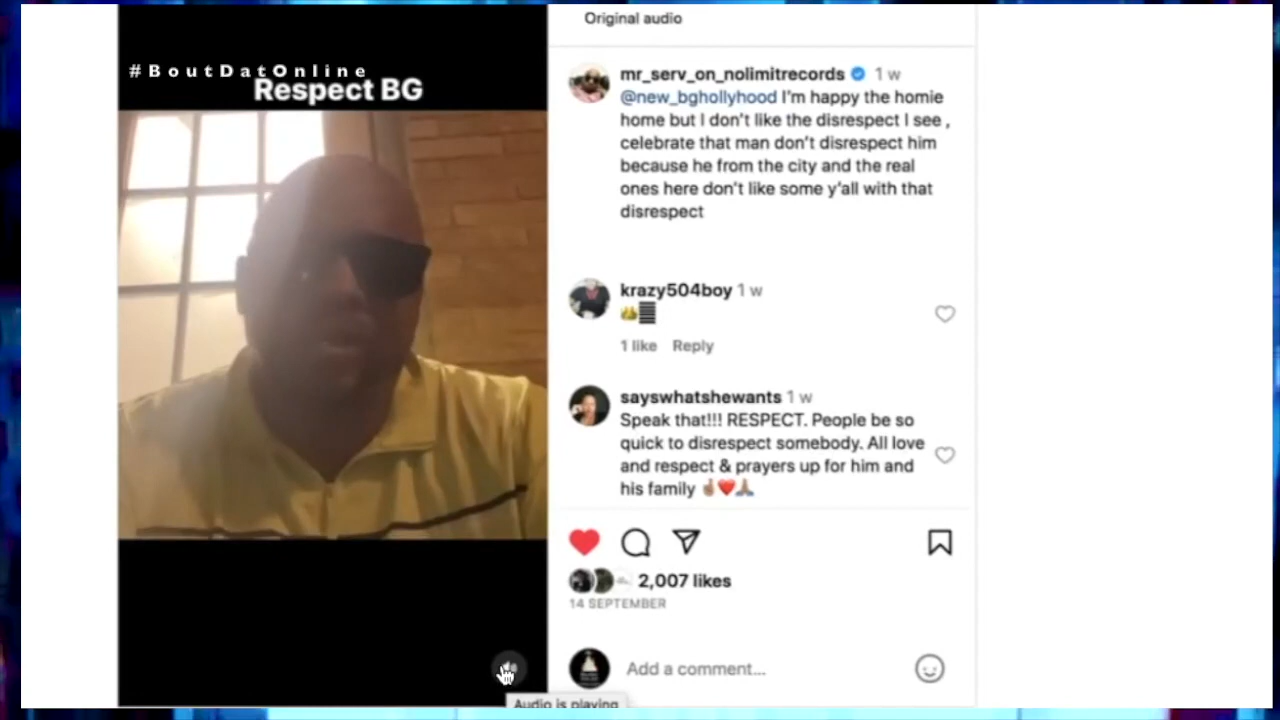 #BoutDatOnline
Respect BG
Original audio
mr_serv_on_nolimitrecords 1 w
@new_bghollyhood I'm happy the homie
home but I don't like the disrespect I see ,
celebrate that man don't disrespect him
because he from the city and the real
ones here don't like some y'all with that
disrespect
krazy504boy 1 w
1 like Reply
sayswhatshewants 1 w
Speak that!!! RESPECT. People be so
quick to disrespect somebody. All love
and respect & prayers up for him and
his family ☝🏽❤️🙏🏽
2,007 likes
14 SEPTEMBER
Add a comment...
Audio is playing